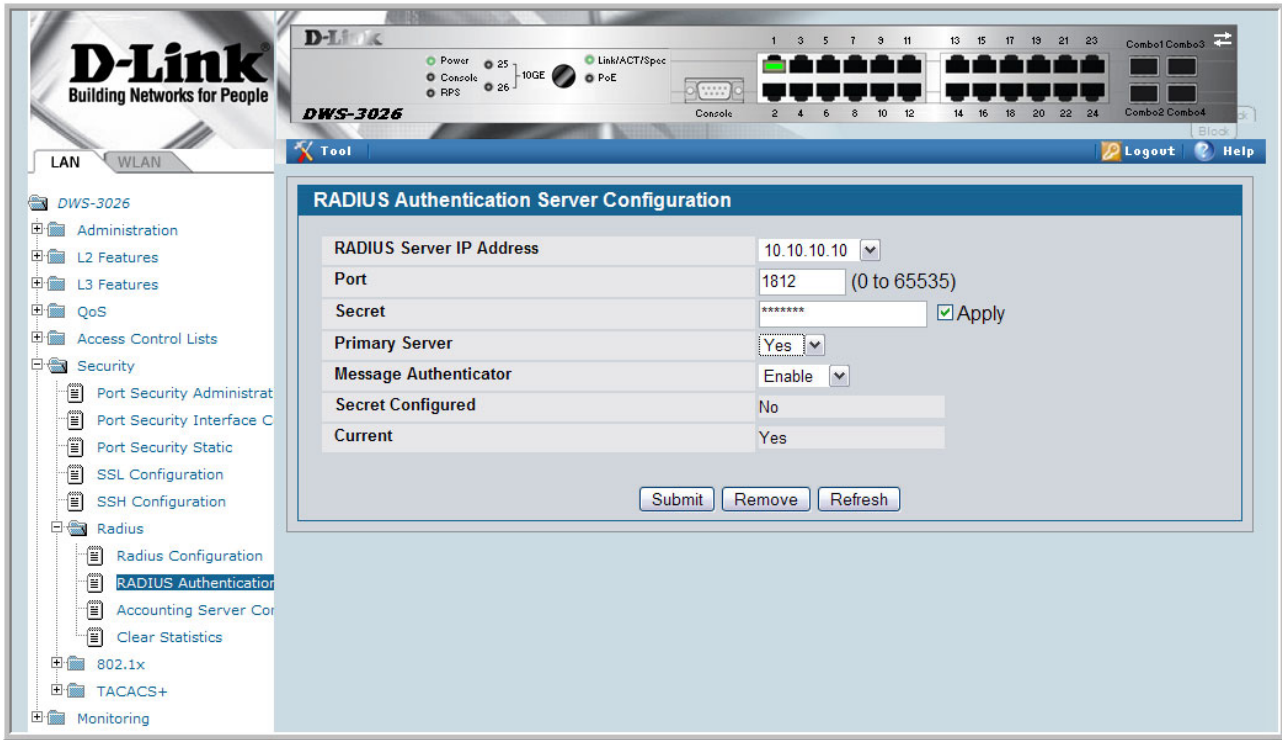 D-Link
Building Networks for People
D-Link
Power 25 Link/ACT/Spec
Console 10GE PoE
RPS 26
DWS-3026
Console
1 3 5 7 9 11 13 15 17 19 21 23 Combo1 Combo3
2 4 6 8 10 12 14 16 18 20 22 24 Combo2 Combo4
Block
LAN WLAN
Tool Logout Help
DWS-3026
Administration
L2 Features
L3 Features
QoS
Access Control Lists
Security
Port Security Administrat
Port Security Interface C
Port Security Static
SSL Configuration
SSH Configuration
Radius
Radius Configuration
RADIUS Authentication
Accounting Server Con
Clear Statistics
802.1x
TACACS+
Monitoring
RADIUS Authentication Server Configuration
RADIUS Server IP Address 10.10.10.10
Port 1812 (0 to 65535)
Secret ******* Apply
Primary Server Yes
Message Authenticator Enable
Secret Configured No
Current Yes
Submit Remove Refresh